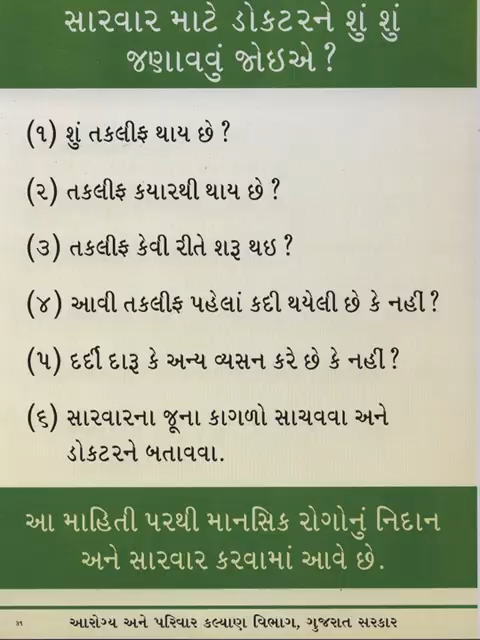 સારવાર માટે ડોકટરને શું શું
જણાવવું જોઇએ ?
(૧) શું તકલીફ થાય છે ?
(૨) તકલીફ કયારથી થાય છે ?
(૩) તકલીફ કેવી રીતે શરૂ થઇ ?
(૪) આવી તકલીફ પહેલાં કદી થયેલી છે કે નહીં ?
(૫) દર્દી દારૂ કે અન્ય વ્યસન કરે છે કે નહીં ?
(૬) સારવારના જૂના કાગળો સાચવવા અને
ડોકટરને બતાવવા.
આ માહિતી પરથી માનસિક રોગોનું નિદાન
અને સારવાર કરવામાં આવે છે.
આરોગ્ય અને પરિવાર કલ્યાણ વિભાગ, ગુજરાત સરકાર